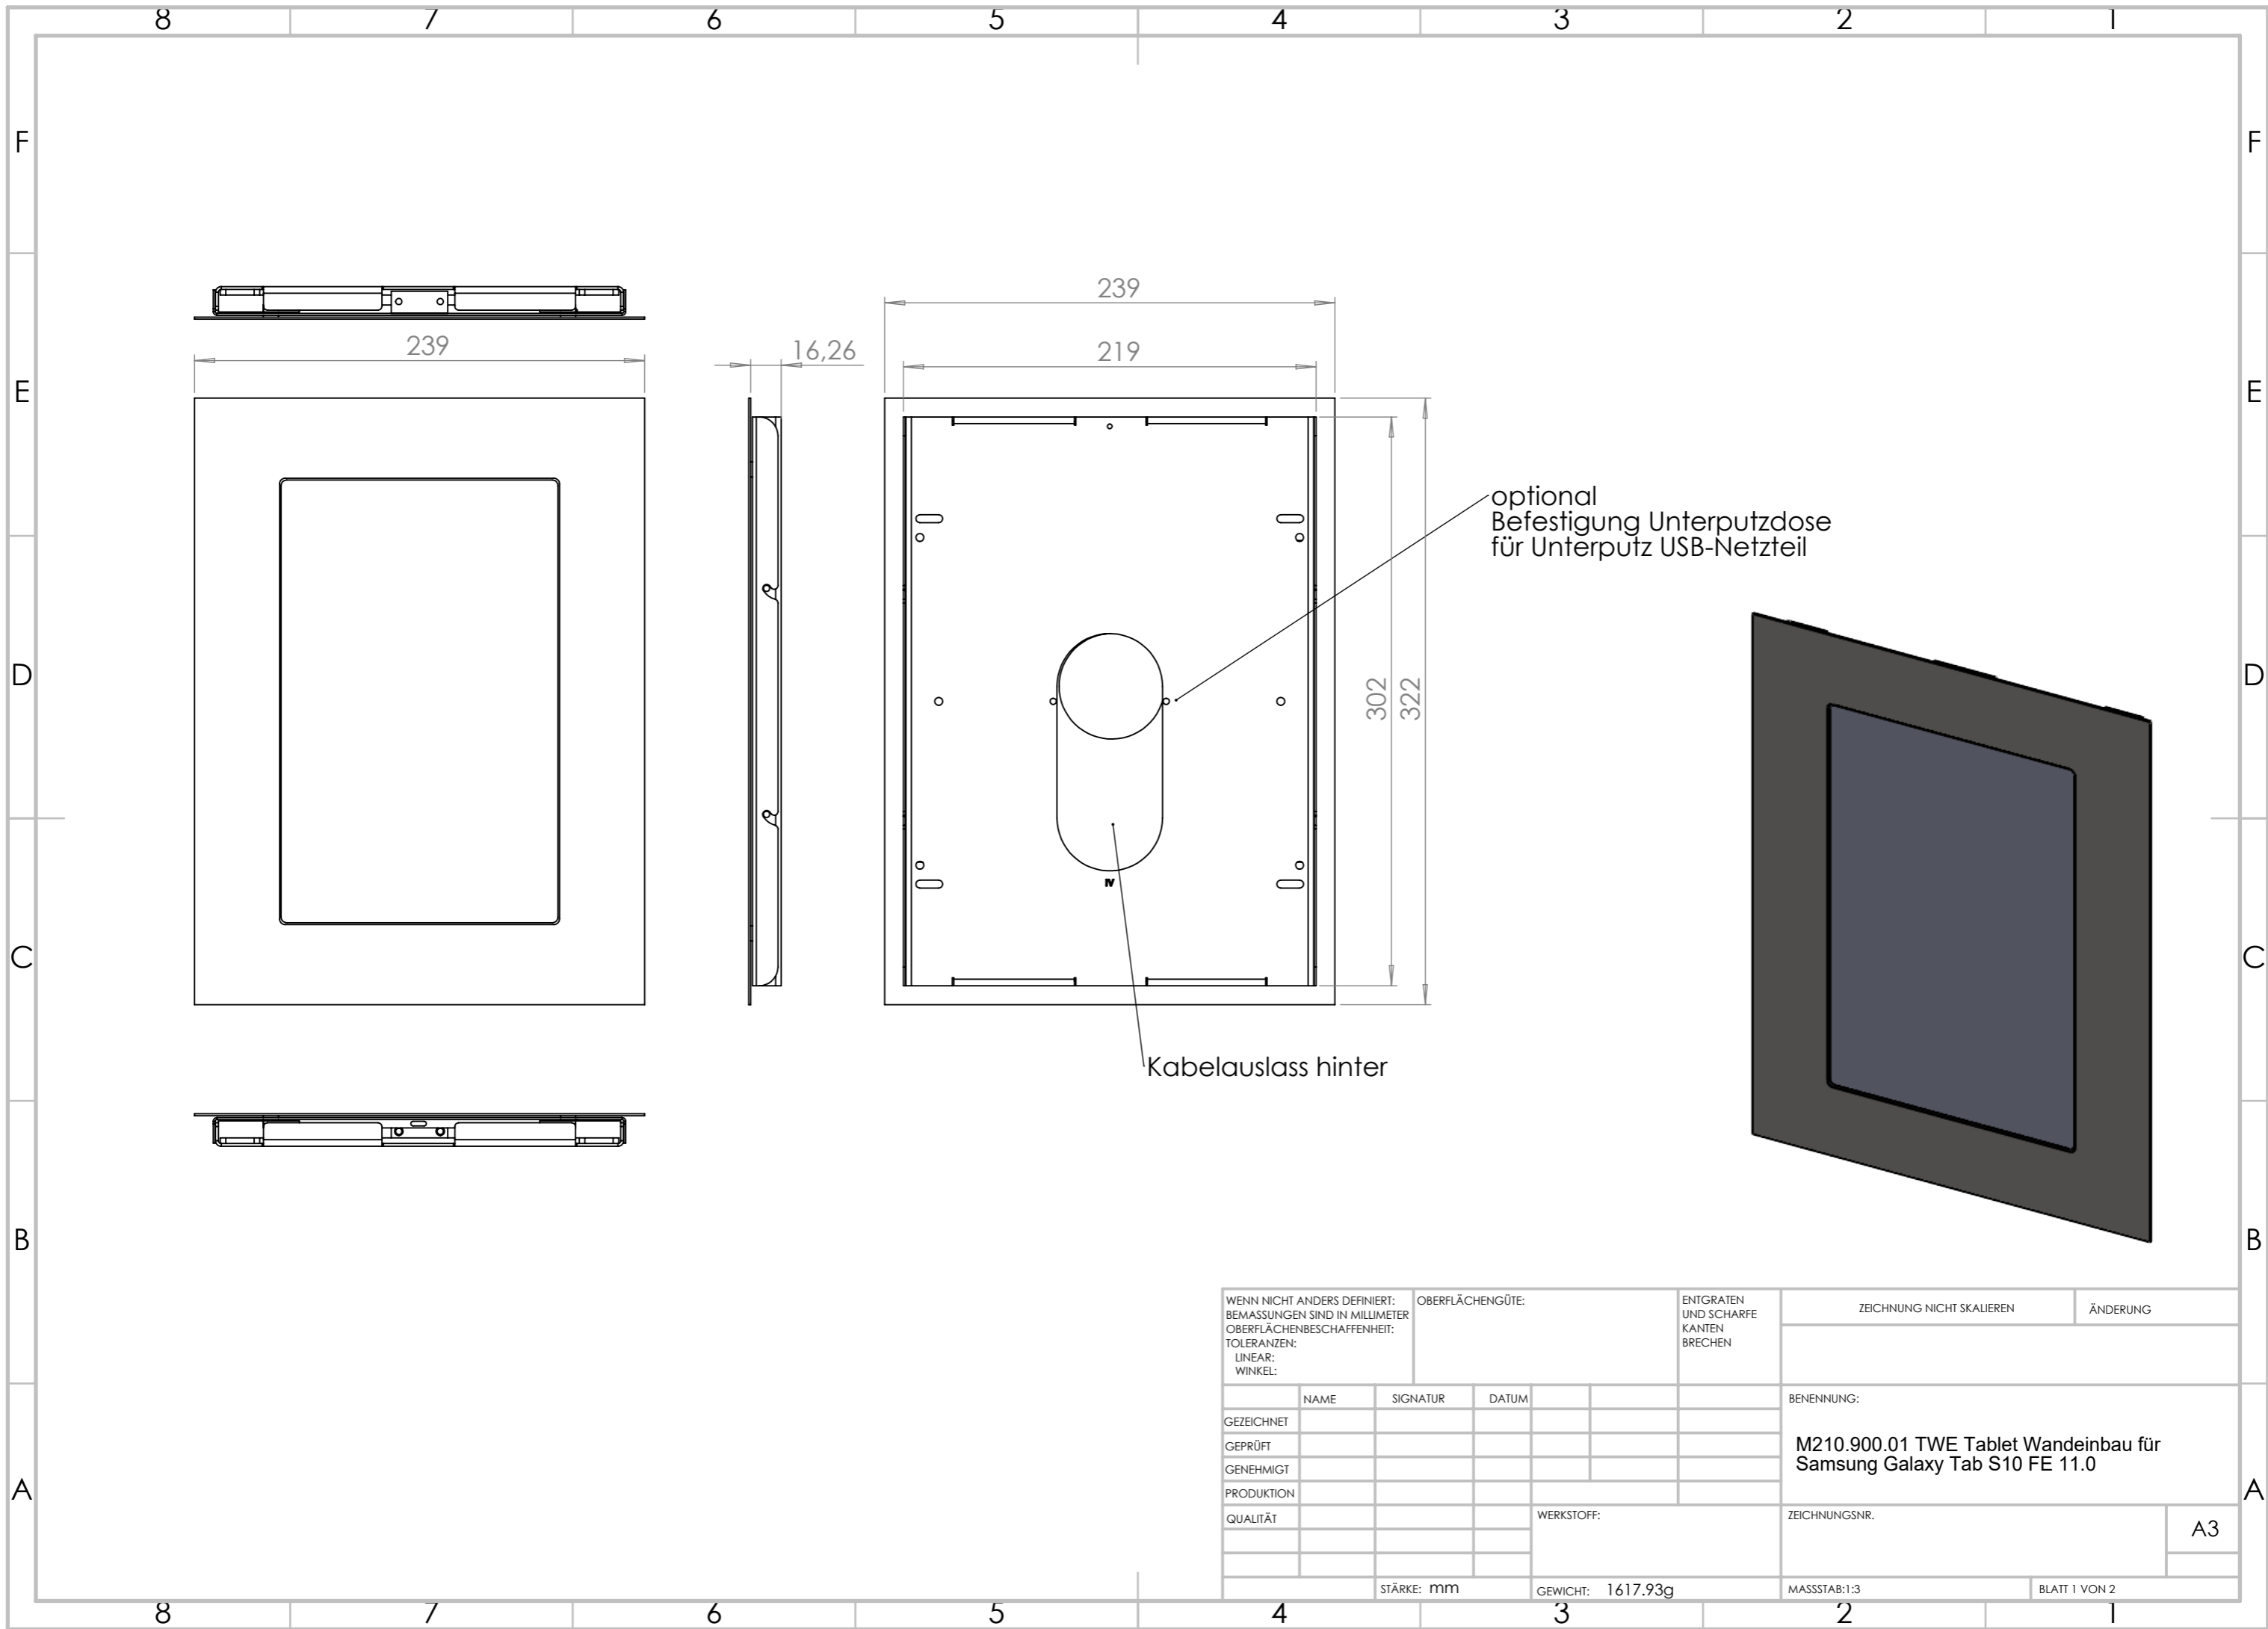 8 7 6 5 4 3 2 1
F F
239
239
16,26
219
E E
optional
Befestigung Unterputzdose
für Unterputz USB-Netzteil
D D
302
322
IV
C C
Kabelauslass hinter
B B
WENN NICHT ANDERS DEFINIERT:
BEMASSUNGEN SIND IN MILLIMETER
OBERFLÄCHENBESCHAFFENHEIT:
TOLERANZEN:
LINEAR:
WINKEL:
OBERFLÄCHENGÜTE:
ENTGRATEN
UND SCHARFE
KANTEN
BRECHEN
ZEICHNUNG NICHT SKALIEREN
ÄNDERUNG
NAME SIGNATUR DATUM
GEZEICHNET
GEPRÜFT
GENEHMIGT
PRODUKTION
QUALITÄT
BENENNUNG:
M210.900.01 TWE Tablet Wandeinbau für
Samsung Galaxy Tab S10 FE 11.0
A A
WERKSTOFF:
ZEICHNUNGSNR.
A3
STÄRKE: mm
GEWICHT: 1617.93g
MASSSTAB:1:3
BLATT 1 VON 2
8 7 6 5 4 3 2 1